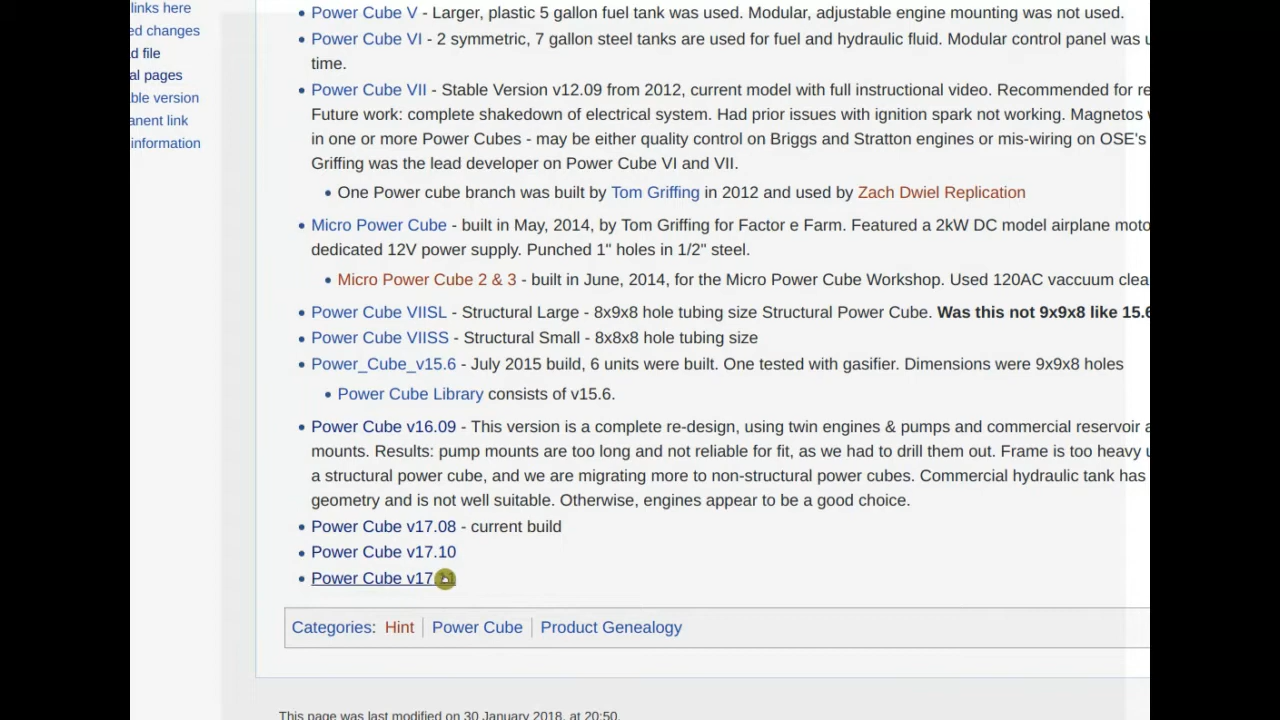 links here
ed changes
d file
al pages
ble version
anent link
information
Power Cube V - Larger, plastic 5 gallon fuel tank was used. Modular, adjustable engine mounting was not used.
Power Cube VI - 2 symmetric, 7 gallon steel tanks are used for fuel and hydraulic fluid. Modular control panel was
time.
Power Cube VII - Stable Version v12.09 from 2012, current model with full instructional video. Recommended for re
Future work: complete shakedown of electrical system. Had prior issues with ignition spark not working. Magnetos
in one or more Power Cubes - may be either quality control on Briggs and Stratton engines or mis-wiring on OSE's
Griffing was the lead developer on Power Cube VI and VII.
One Power cube branch was built by Tom Griffing in 2012 and used by Zach Dwiel Replication
Micro Power Cube - built in May, 2014, by Tom Griffing for Factor e Farm. Featured a 2kW DC model airplane moto
dedicated 12V power supply. Punched 1" holes in 1/2" steel.
Micro Power Cube 2 & 3 - built in June, 2014, for the Micro Power Cube Workshop. Used 120AC vaccuum clea
Power Cube VIISL - Structural Large - 8x9x8 hole tubing size Structural Power Cube. Was this not 9x9x8 like 15.6
Power Cube VIISS - Structural Small - 8x8x8 hole tubing size
Power_Cube_v15.6 - July 2015 build, 6 units were built. One tested with gasifier. Dimensions were 9x9x8 holes
Power Cube Library consists of v15.6.
Power Cube v16.09 - This version is a complete re-design, using twin engines & pumps and commercial reservoir a
mounts. Results: pump mounts are too long and not reliable for fit, as we had to drill them out. Frame is too heavy
a structural power cube, and we are migrating more to non-structural power cubes. Commercial hydraulic tank has
geometry and is not well suitable. Otherwise, engines appear to be a good choice.
Power Cube v17.08 - current build
Power Cube v17.10
Power Cube v17
Categories: Hint Power Cube Product Genealogy
This page was last modified on 30 January 2018, at 20:50.